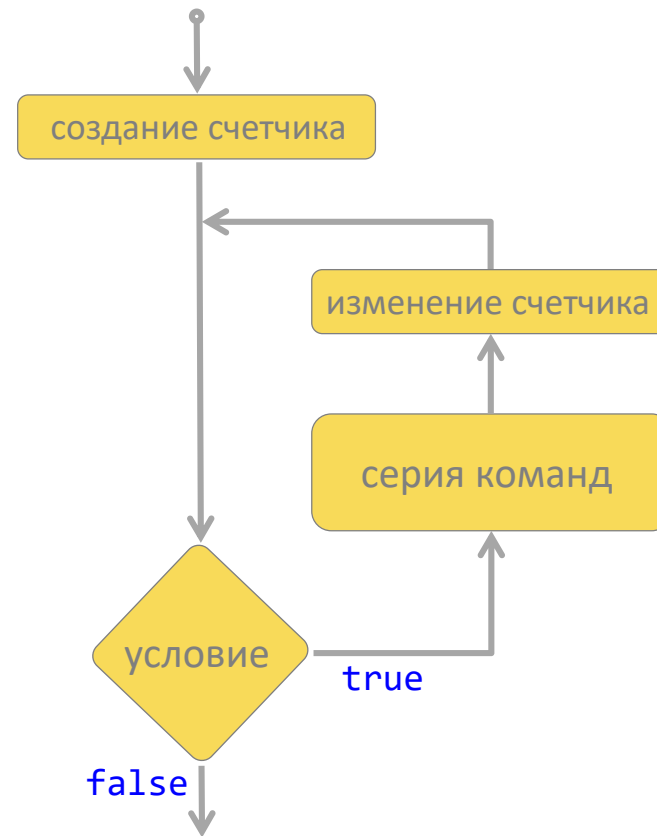 создание счетчика
изменение счетчика
серия команд
условие
true
false